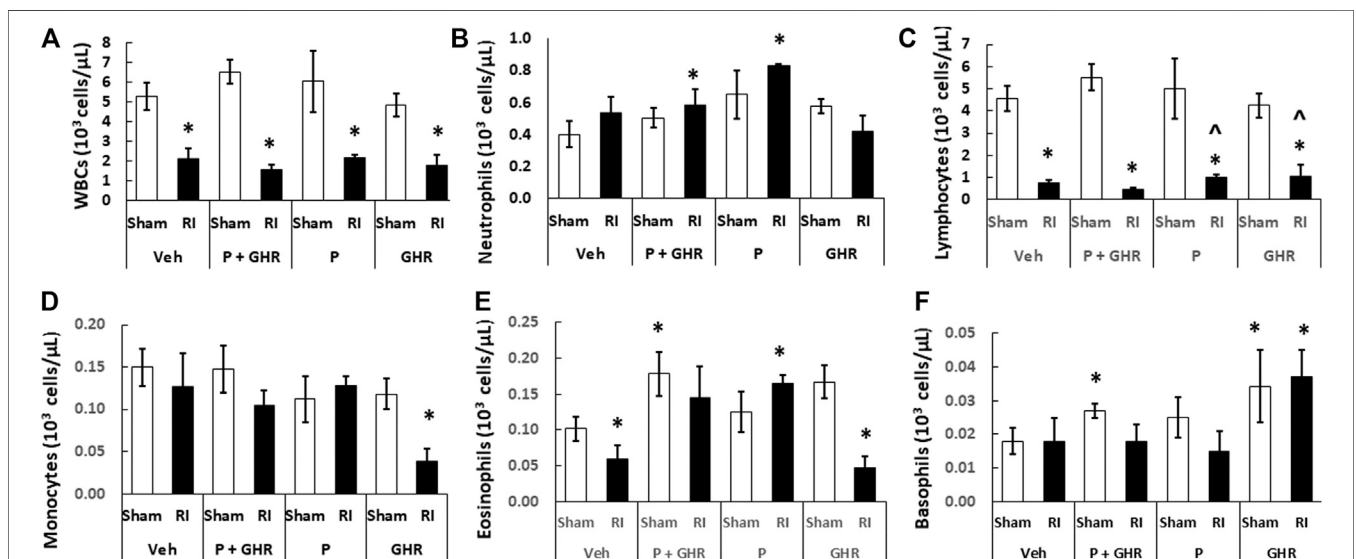 A
WBCs (10³ cells/µL)
8
7
6
5
4
3
2
1
0
* * * *
Sham RI Sham RI Sham RI Sham RI
Veh P + GHR P GHR
B
Neutrophils (10³ cells/µL)
1.0
0.8
0.6
0.4
0.2
0.0
* *
Sham RI Sham RI Sham RI Sham RI
Veh P + GHR P GHR
C
Lymphocytes (10³ cells/µL)
7
6
5
4
3
2
1
0
^ ^
* * * *
Sham RI Sham RI Sham RI Sham RI
Veh P + GHR P GHR
D
Monocytes (10³ cells/µL)
0.20
0.15
0.10
0.05
0.00
*
Sham RI Sham RI Sham RI Sham RI
Veh P + GHR P GHR
E
Eosinophils (10³ cells/µL)
0.25
0.20
0.15
0.10
0.05
0.00
* * * *
Sham RI Sham RI Sham RI Sham RI
Veh P + GHR P GHR
F
Basophils (10³ cells/µL)
0.05
0.04
0.03
0.02
0.01
0.00
* * *
Sham RI Sham RI Sham RI Sham RI
Veh P + GHR P GHR